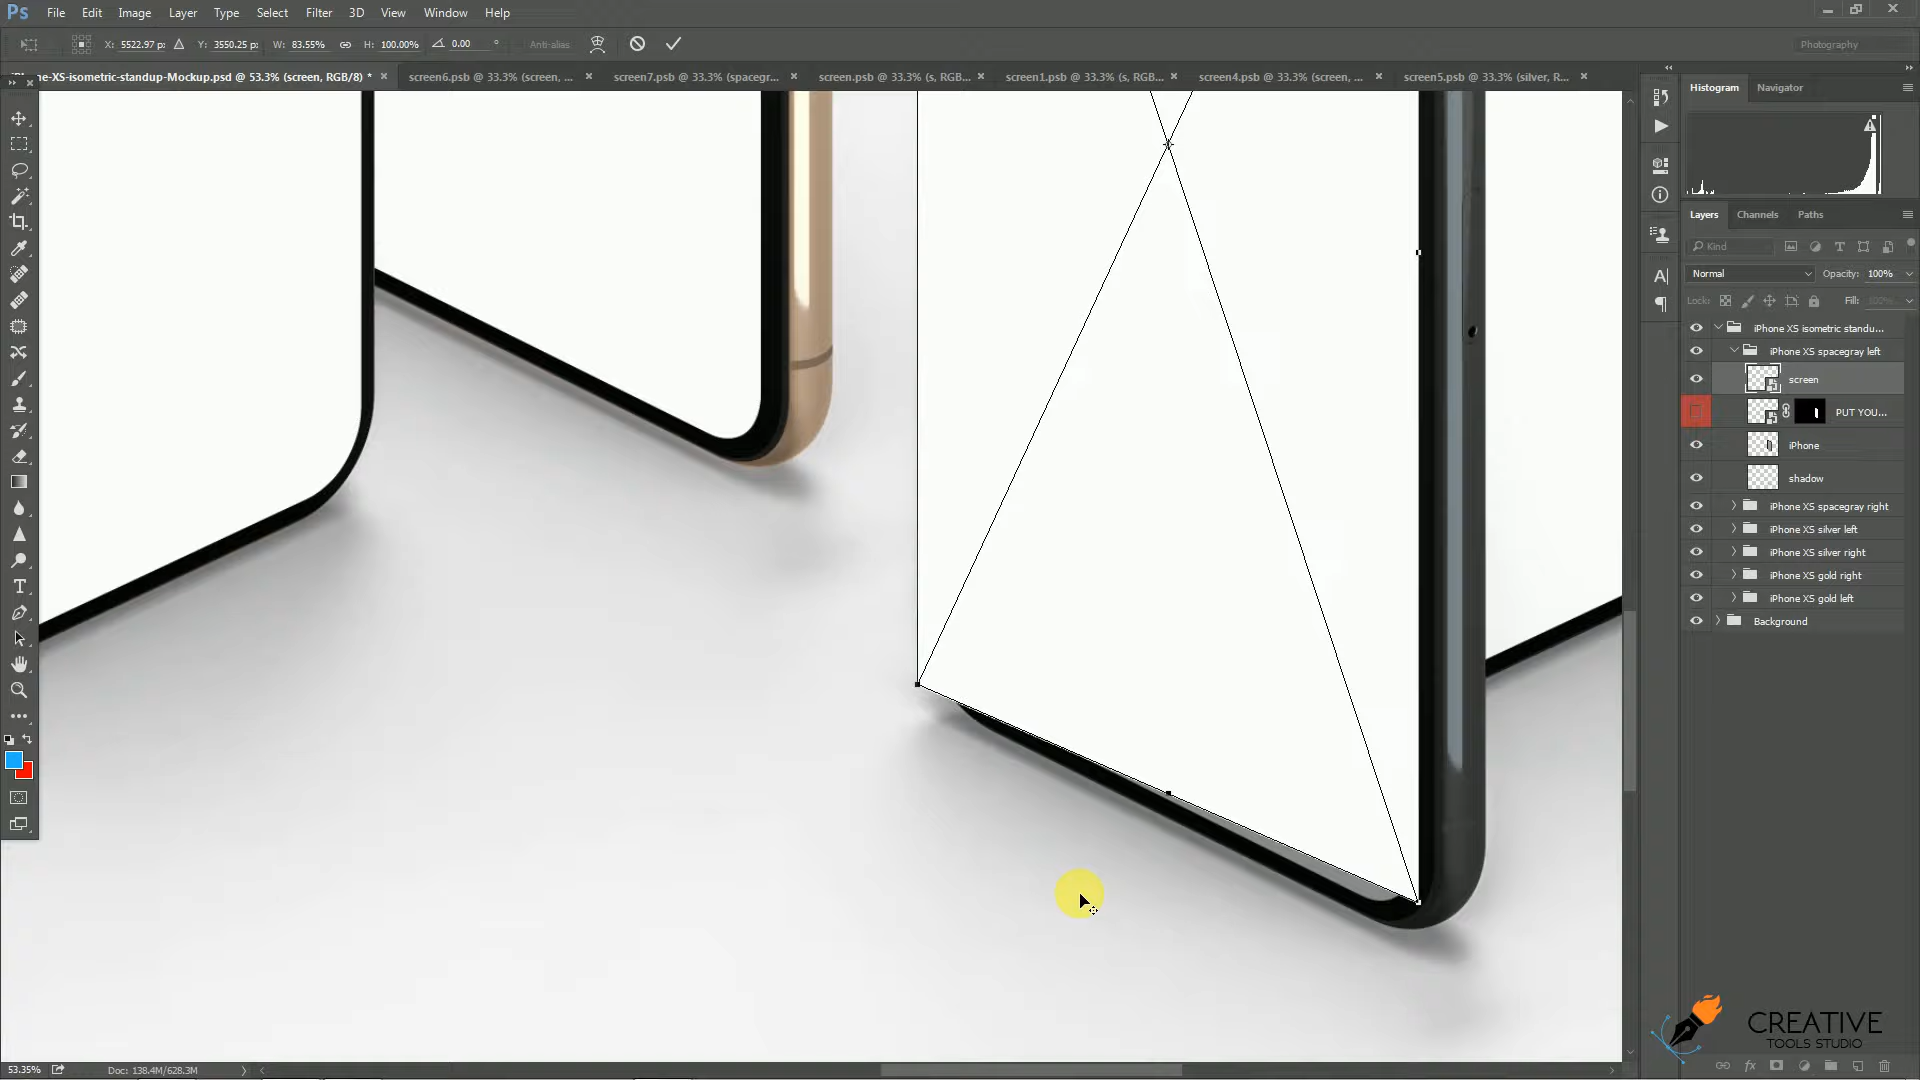 Ps File Edit Image Layer Type Select Filter 3D View Window Help
X: 5522.97 p: Y: 3550.25 p: W: 83.55% H: 100.00% 0.00 ° Anti-alias Photography
ne-XS-isometric-standup-Mockup.psd @ 53.3% (screen, RGB/8) * screen6.psb @ 33.3% (screen, ... screen7.psb @ 33.3% (spacegr... screen.psb @ 33.3% (s, RGB... screen1.psb @ 33.3% (s, RGB... screen4.psb @ 33.3% (screen, ... screen5.psb @ 33.3% (silver, R...
Histogram Navigator
Layers Channels Paths
Kind
Normal Opacity: 100%
Lock: Fill: 100%
iPhone XS isometric standu...
iPhone XS spacegray left
screen
PUT YOU...
iPhone
shadow
iPhone XS spacegray right
iPhone XS silver left
iPhone XS silver right
iPhone XS gold right
iPhone XS gold left
Background
CREATIVE
TOOLS STUDIO
53.35% Doc: 138.4M/628.3M